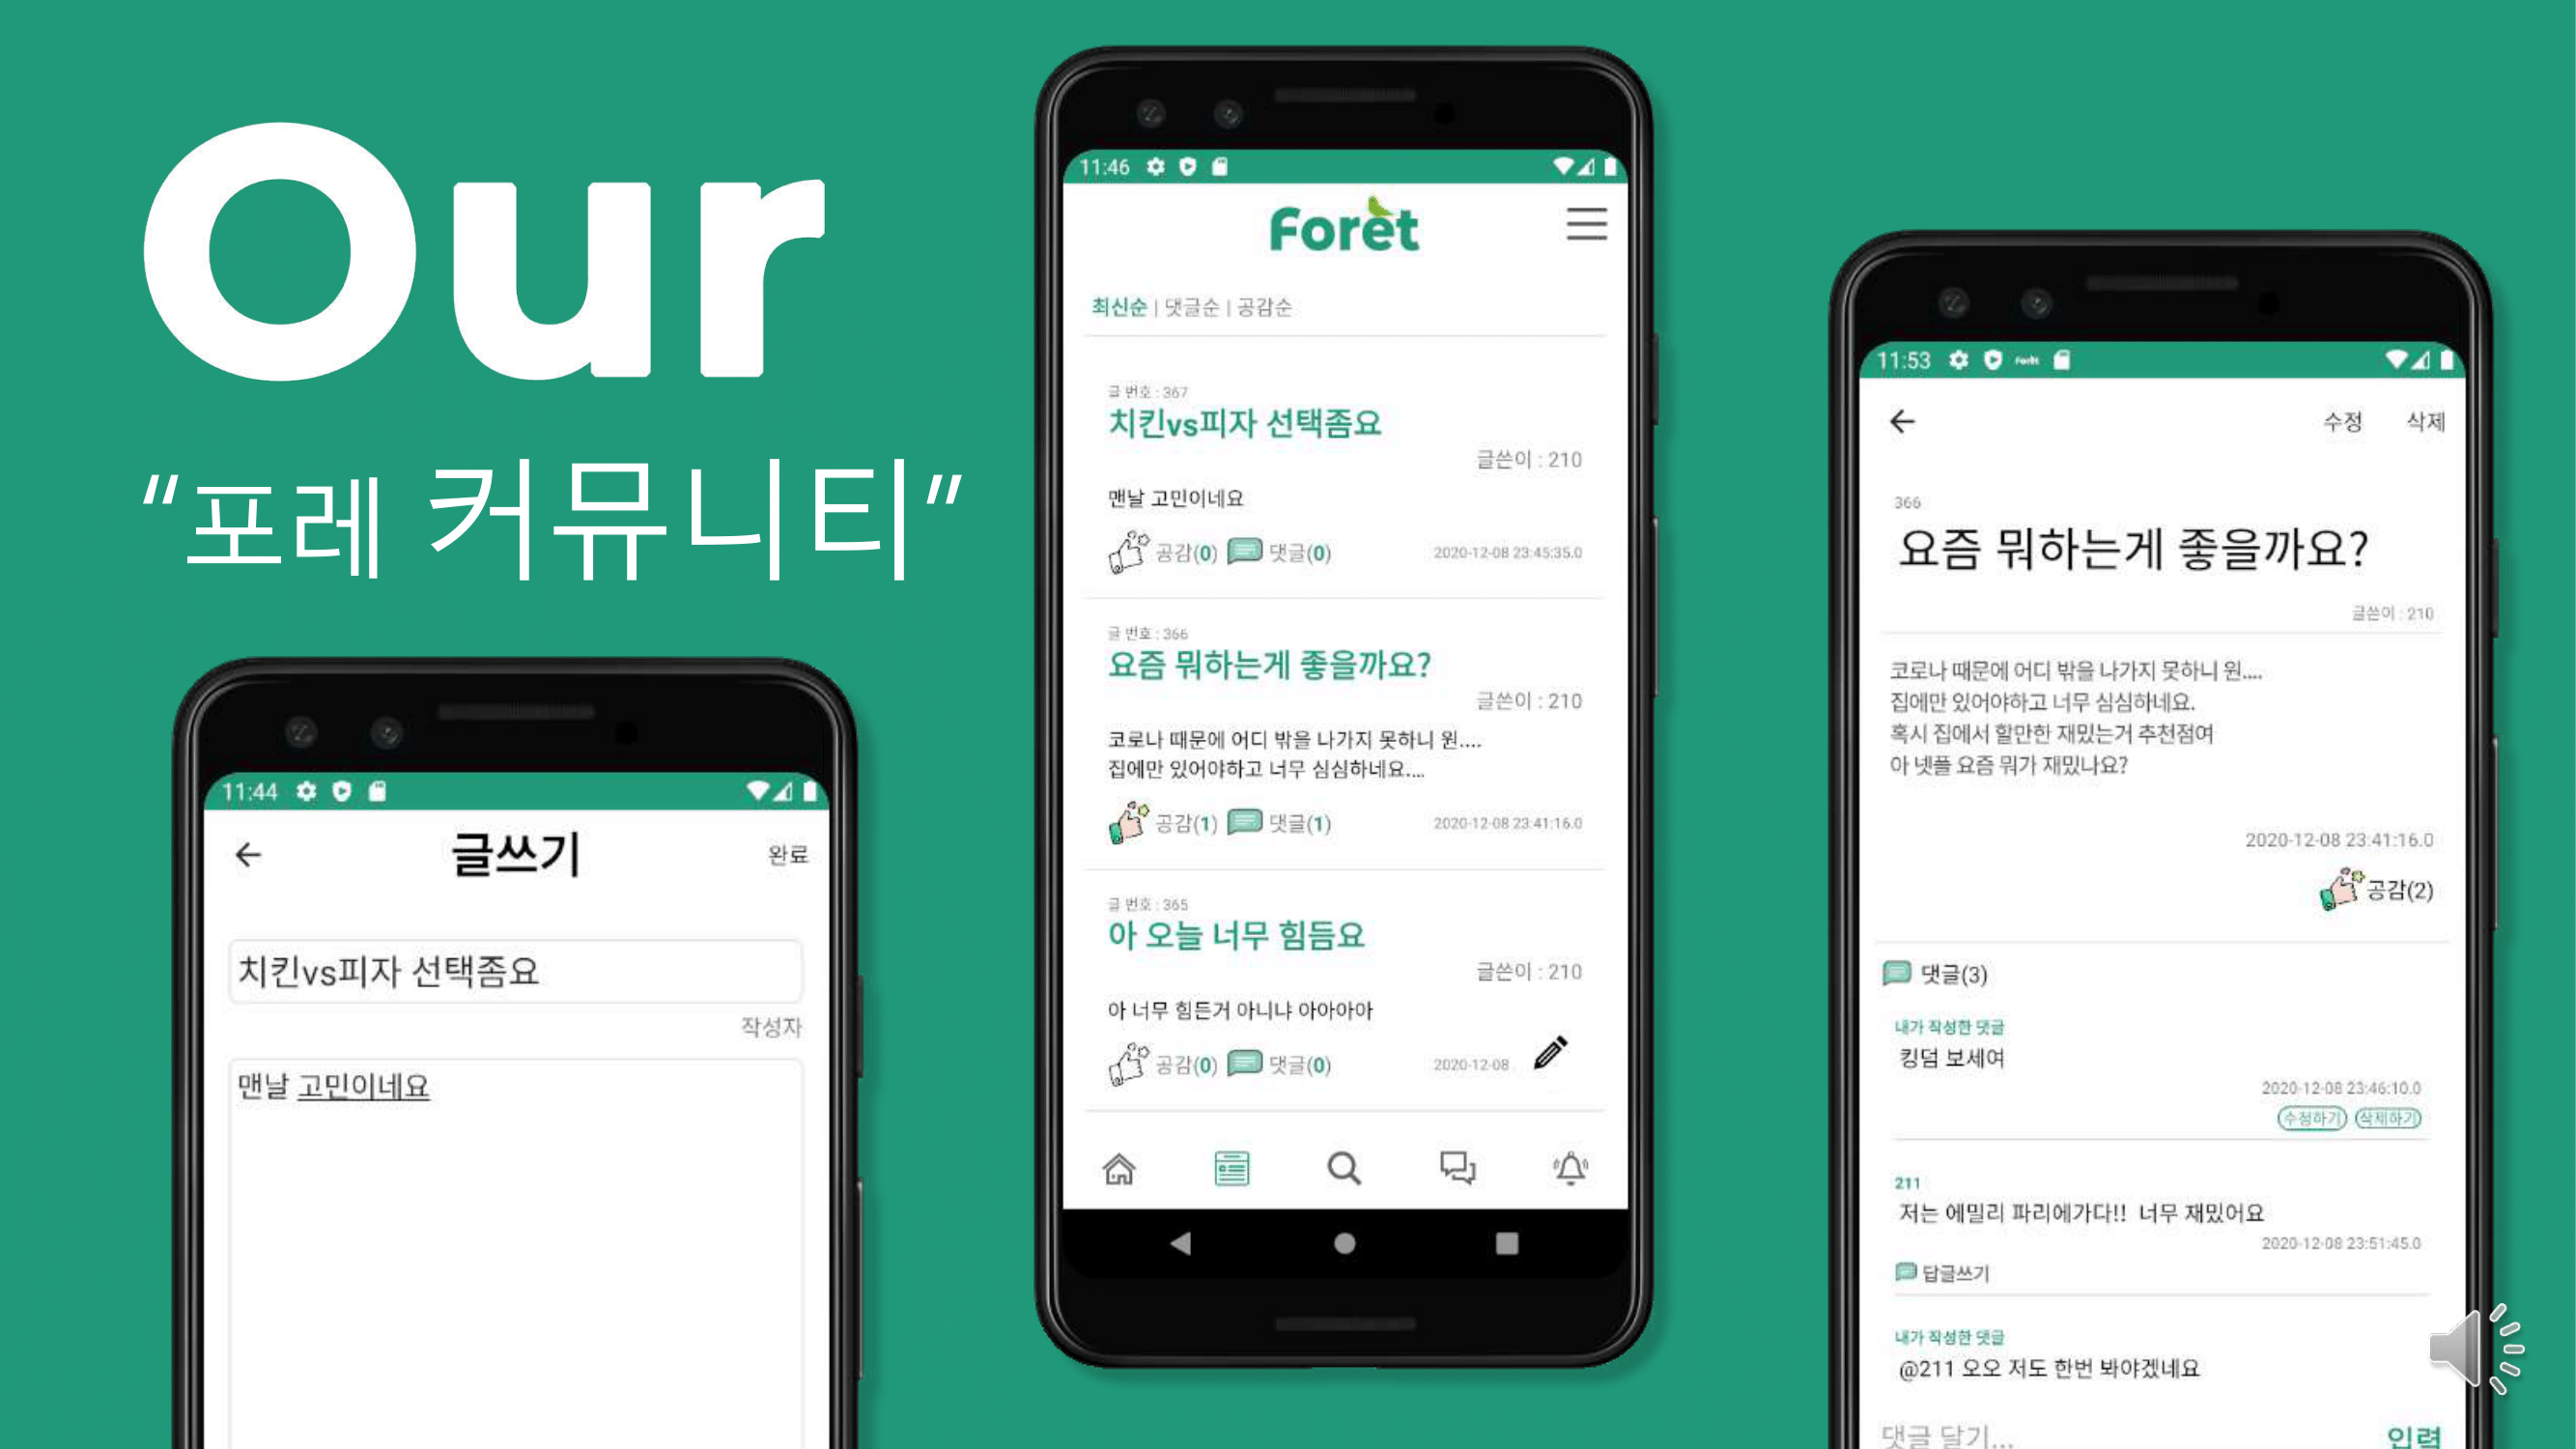 Our
“포레 커뮤니티”
11:44
글쓰기
완료
치킨vs피자 선택좀요
작성자
맨날 고민이네요
11:46
Forêt
최신순 | 댓글순 | 공감순
글 번호 : 367
치킨vs피자 선택좀요
글쓴이 : 210
맨날 고민이네요
공감(0) 댓글(0) 2020-12-08 23:45:35.0
글 번호 : 366
요즘 뭐하는게 좋을까요?
글쓴이 : 210
코로나 때문에 어디 밖을 나가지 못하니 원....
집에만 있어야하고 너무 심심하네요....
공감(1) 댓글(1) 2020-12-08 23:41:16.0
글 번호 : 365
아 오늘 너무 힘듬요
글쓴이 : 210
아 너무 힘든거 아니냐 아아아아
공감(0) 댓글(0) 2020-12-08
11:53 Forêt
수정 삭제
366
요즘 뭐하는게 좋을까요?
글쓴이 : 210
코로나 때문에 어디 밖을 나가지 못하니 원....
집에만 있어야하고 너무 심심하네요.
혹시 집에서 할만한 재밌는거 추천점여
아 넷플 요즘 뭐가 재밌나요?
2020-12-08 23:41:16.0
공감(2)
댓글(3)
내가 작성한 댓글
킹덤 보세여
2020-12-08 23:46:10.0
수정하기 삭제하기
211
저는 에밀리 파리에가다!! 너무 재밌어요
2020-12-08 23:51:45.0
답글쓰기
내가 작성한 댓글
@211 오오 저도 한번 봐야겠네요
댓글 달기... 입력